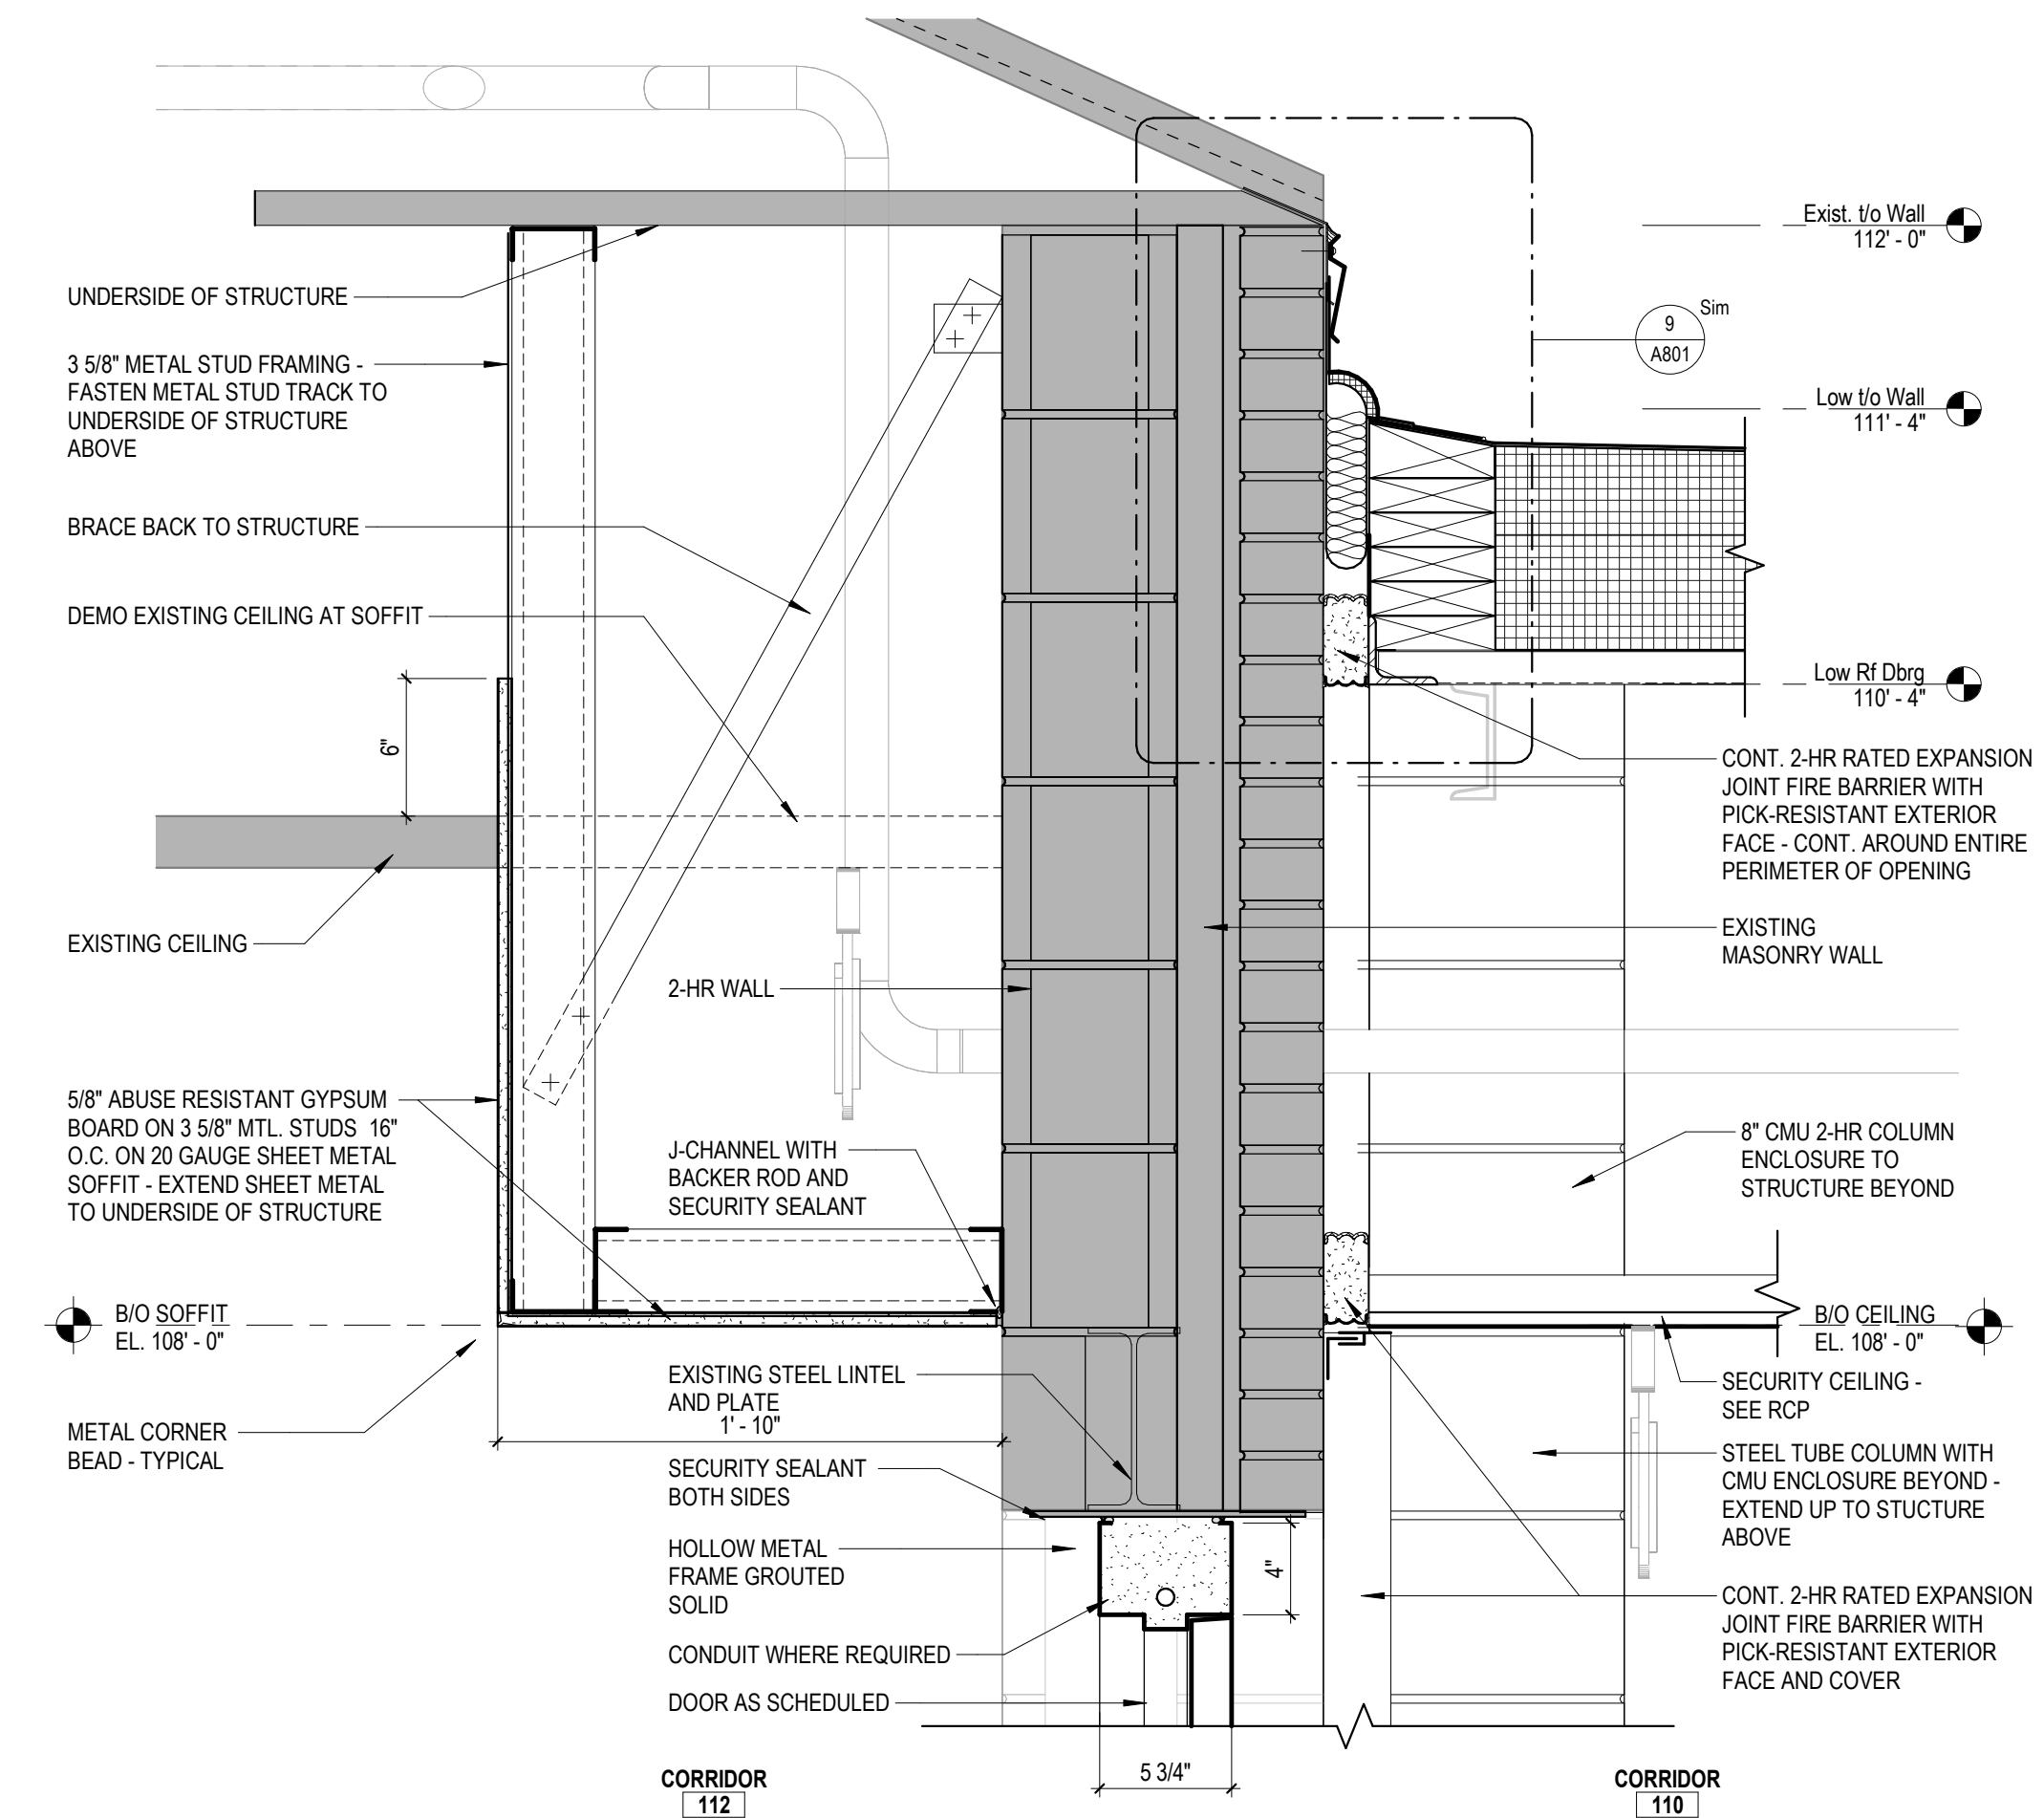 UNDERSIDE OF STRUCTURE
3 5/8" METAL STUD FRAMING -
FASTEN METAL STUD TRACK TO
UNDERSIDE OF STRUCTURE
ABOVE
BRACE BACK TO STRUCTURE
DEMO EXISTING CEILING AT SOFFIT
6"
EXISTING CEILING
2-HR WALL
5/8" ABUSE RESISTANT GYPSUM
BOARD ON 3 5/8" MTL. STUDS 16"
O.C. ON 20 GAUGE SHEET METAL
SOFFIT - EXTEND SHEET METAL
TO UNDERSIDE OF STRUCTURE
J-CHANNEL WITH
BACKER ROD AND
SECURITY SEALANT
B/O SOFFIT
EL. 108' - 0"
METAL CORNER
BEAD - TYPICAL
EXISTING STEEL LINTEL
AND PLATE
1' - 10"
SECURITY SEALANT
BOTH SIDES
HOLLOW METAL
FRAME GROUTED
SOLID
CONDUIT WHERE REQUIRED
DOOR AS SCHEDULED
4"
5 3/4"
CORRIDOR
112
Exist. t/o Wall
112' - 0"
9
A801
Sim
Low t/o Wall
111' - 4"
Low Rf Dbrg
110' - 4"
CONT. 2-HR RATED EXPANSION
JOINT FIRE BARRIER WITH
PICK-RESISTANT EXTERIOR
FACE - CONT. AROUND ENTIRE
PERIMETER OF OPENING
EXISTING
MASONRY WALL
8" CMU 2-HR COLUMN
ENCLOSURE TO
STRUCTURE BEYOND
B/O CEILING
EL. 108' - 0"
SECURITY CEILING -
SEE RCP
STEEL TUBE COLUMN WITH
CMU ENCLOSURE BEYOND -
EXTEND UP TO STUCTURE
ABOVE
CONT. 2-HR RATED EXPANSION
JOINT FIRE BARRIER WITH
PICK-RESISTANT EXTERIOR
FACE AND COVER
CORRIDOR
110